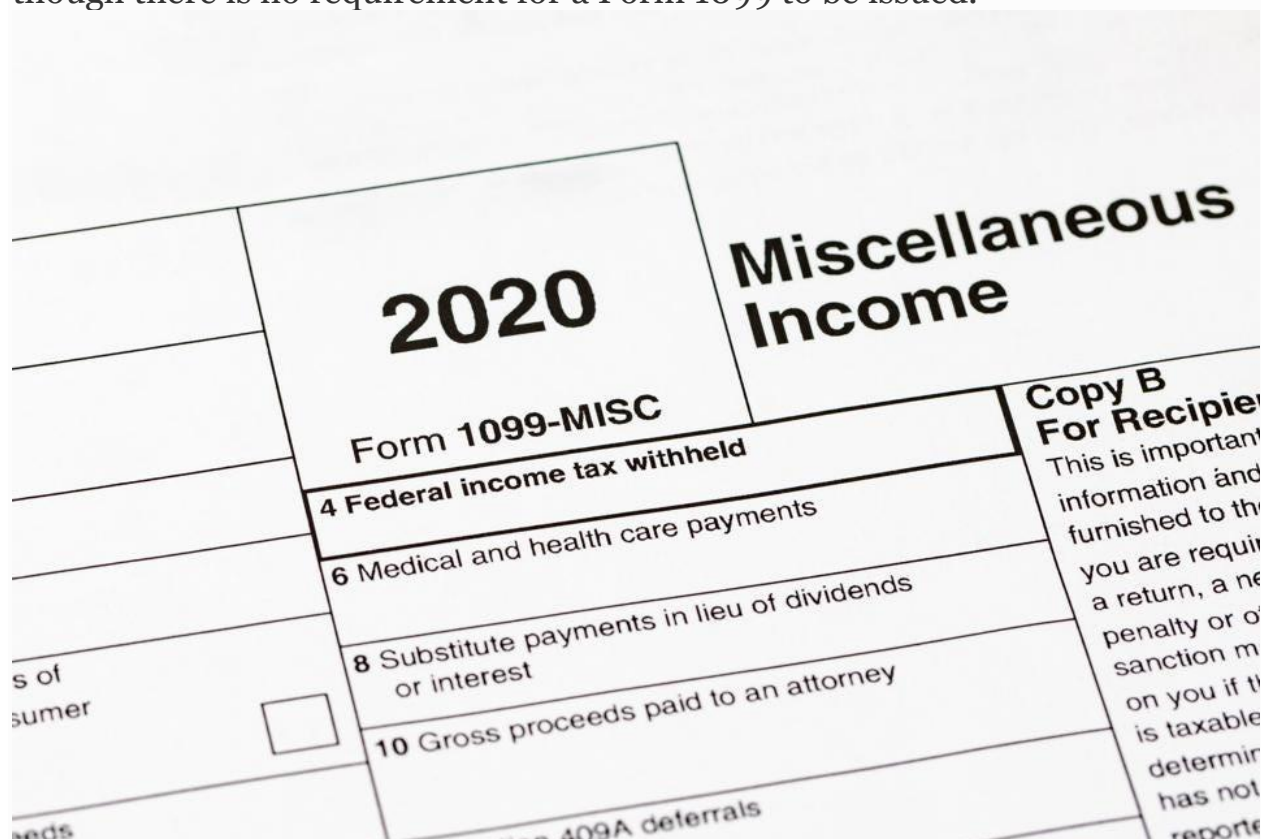 though there is no requirement for a Form 1099 to be issued.
2020
Form 1099-MISC
Miscellaneous
Income
4 Federal income tax withheld
6 Medical and health care payments
8 Substitute payments in lieu of dividends
or interest
10 Gross proceeds paid to an attorney
409A deferrals
s of
sumer
eeds
Copy B
For Recipie
This is important
information and
furnished to th
you are requi
a return, a ne
penalty or o
sanction m
on you if t
is taxable
determin
has not
reporte